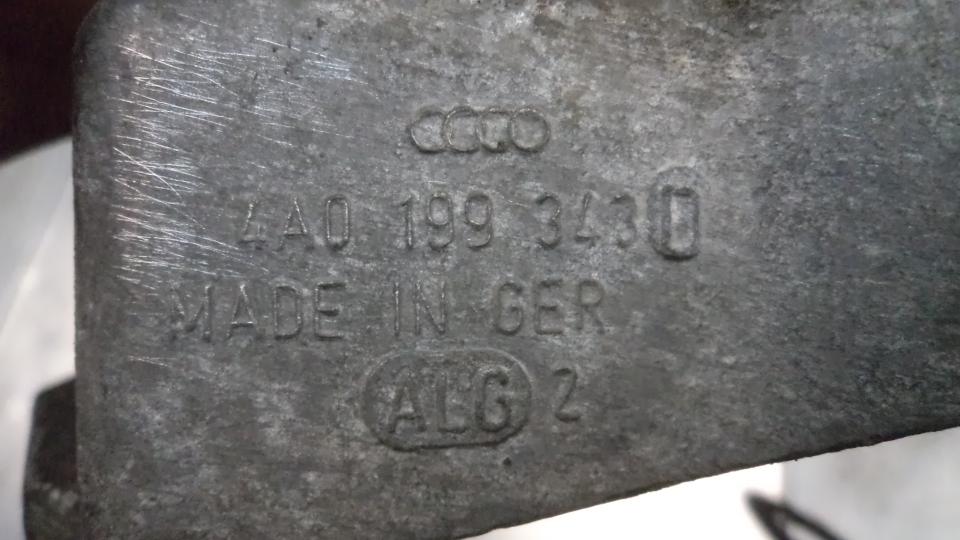 4A0 199 343 D
MADE IN GER
ALG 2